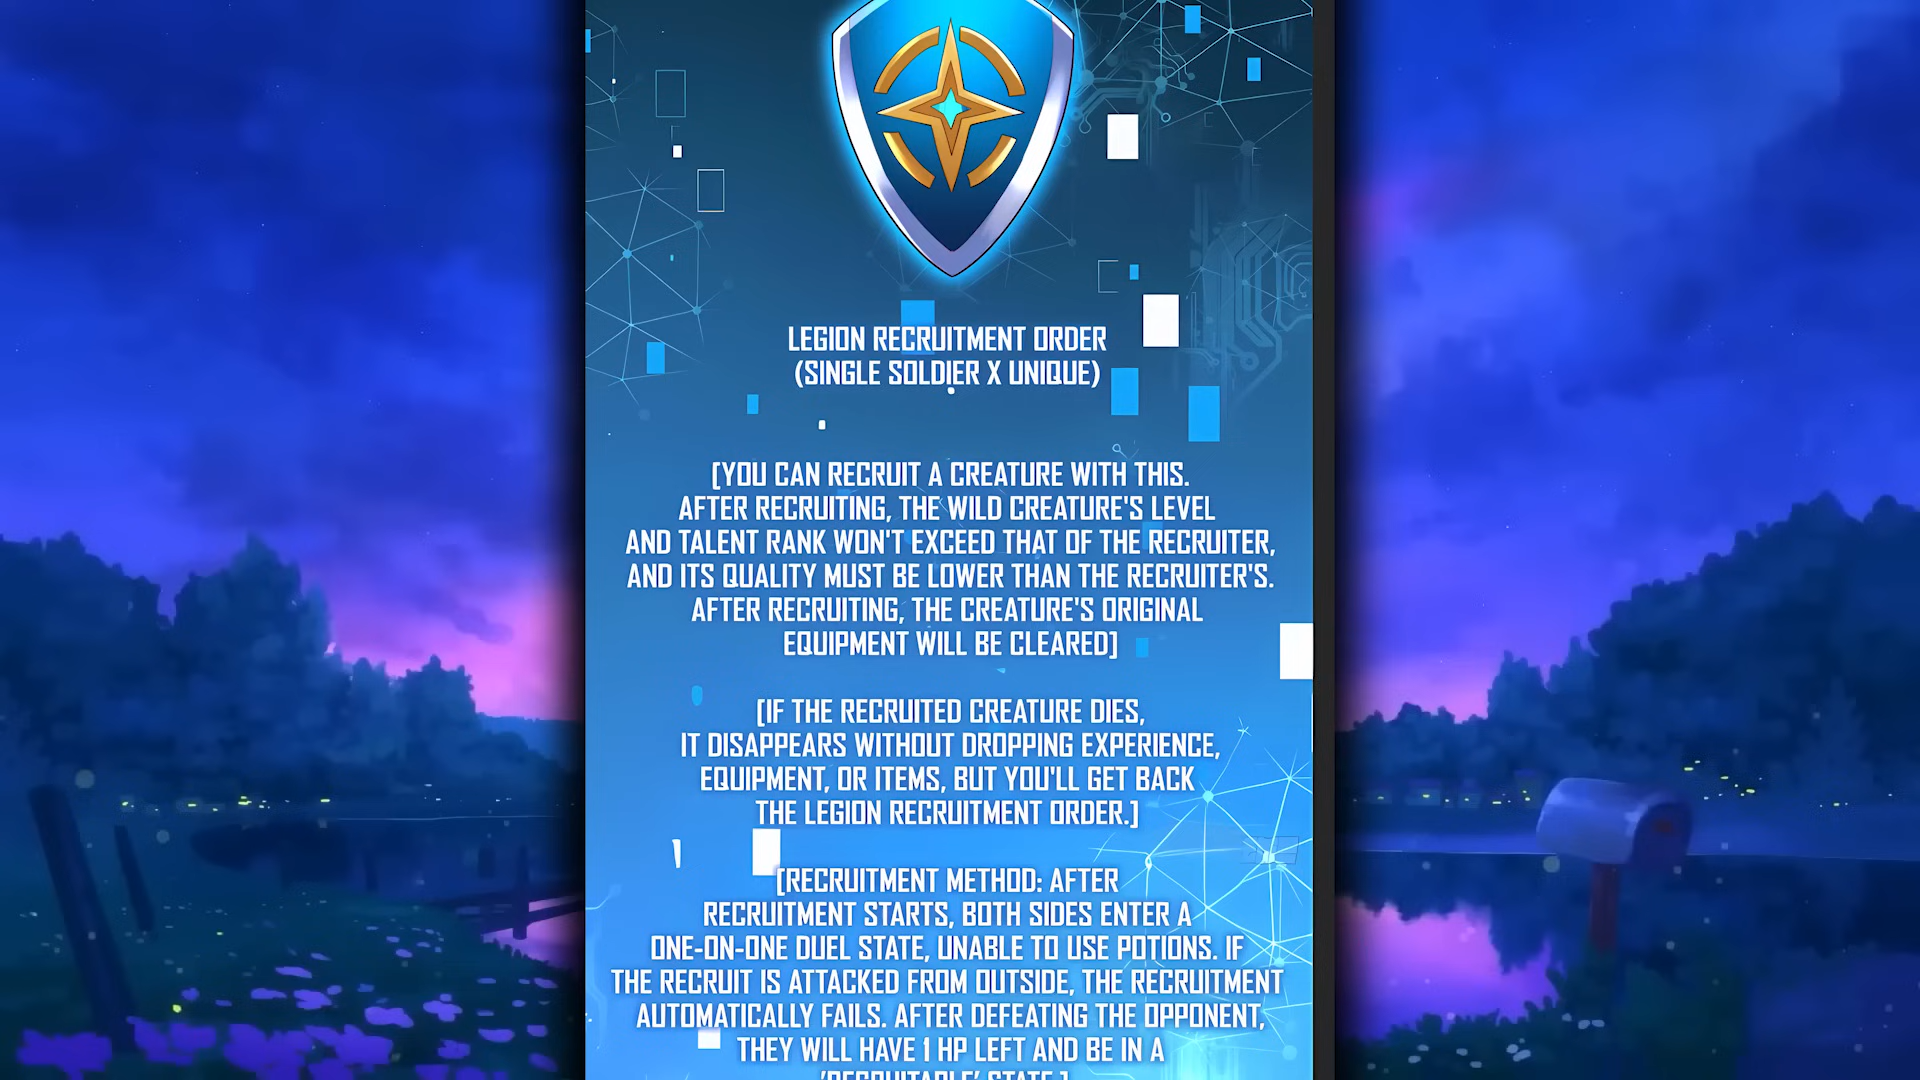 LEGION RECRUITMENT ORDER
(SINGLE SOLDIER X UNIQUE)
[YOU CAN RECRUIT A CREATURE WITH THIS.
AFTER RECRUITING, THE WILD CREATURE'S LEVEL
AND TALENT RANK WON'T EXCEED THAT OF THE RECRUITER,
AND ITS QUALITY MUST BE LOWER THAN THE RECRUITER'S.
AFTER RECRUITING, THE CREATURE'S ORIGINAL
EQUIPMENT WILL BE CLEARED]
[IF THE RECRUITED CREATURE DIES,
IT DISAPPEARS WITHOUT DROPPING EXPERIENCE,
EQUIPMENT, OR ITEMS, BUT YOU'LL GET BACK
THE LEGION RECRUITMENT ORDER.]
[RECRUITMENT METHOD: AFTER
RECRUITMENT STARTS, BOTH SIDES ENTER A
ONE-ON-ONE DUEL STATE, UNABLE TO USE POTIONS. IF
THE RECRUIT IS ATTACKED FROM OUTSIDE, THE RECRUITMENT
AUTOMATICALLY FAILS. AFTER DEFEATING THE OPPONENT,
THEY WILL HAVE 1 HP LEFT AND BE IN A
'RECRUITABLE' STATE.]